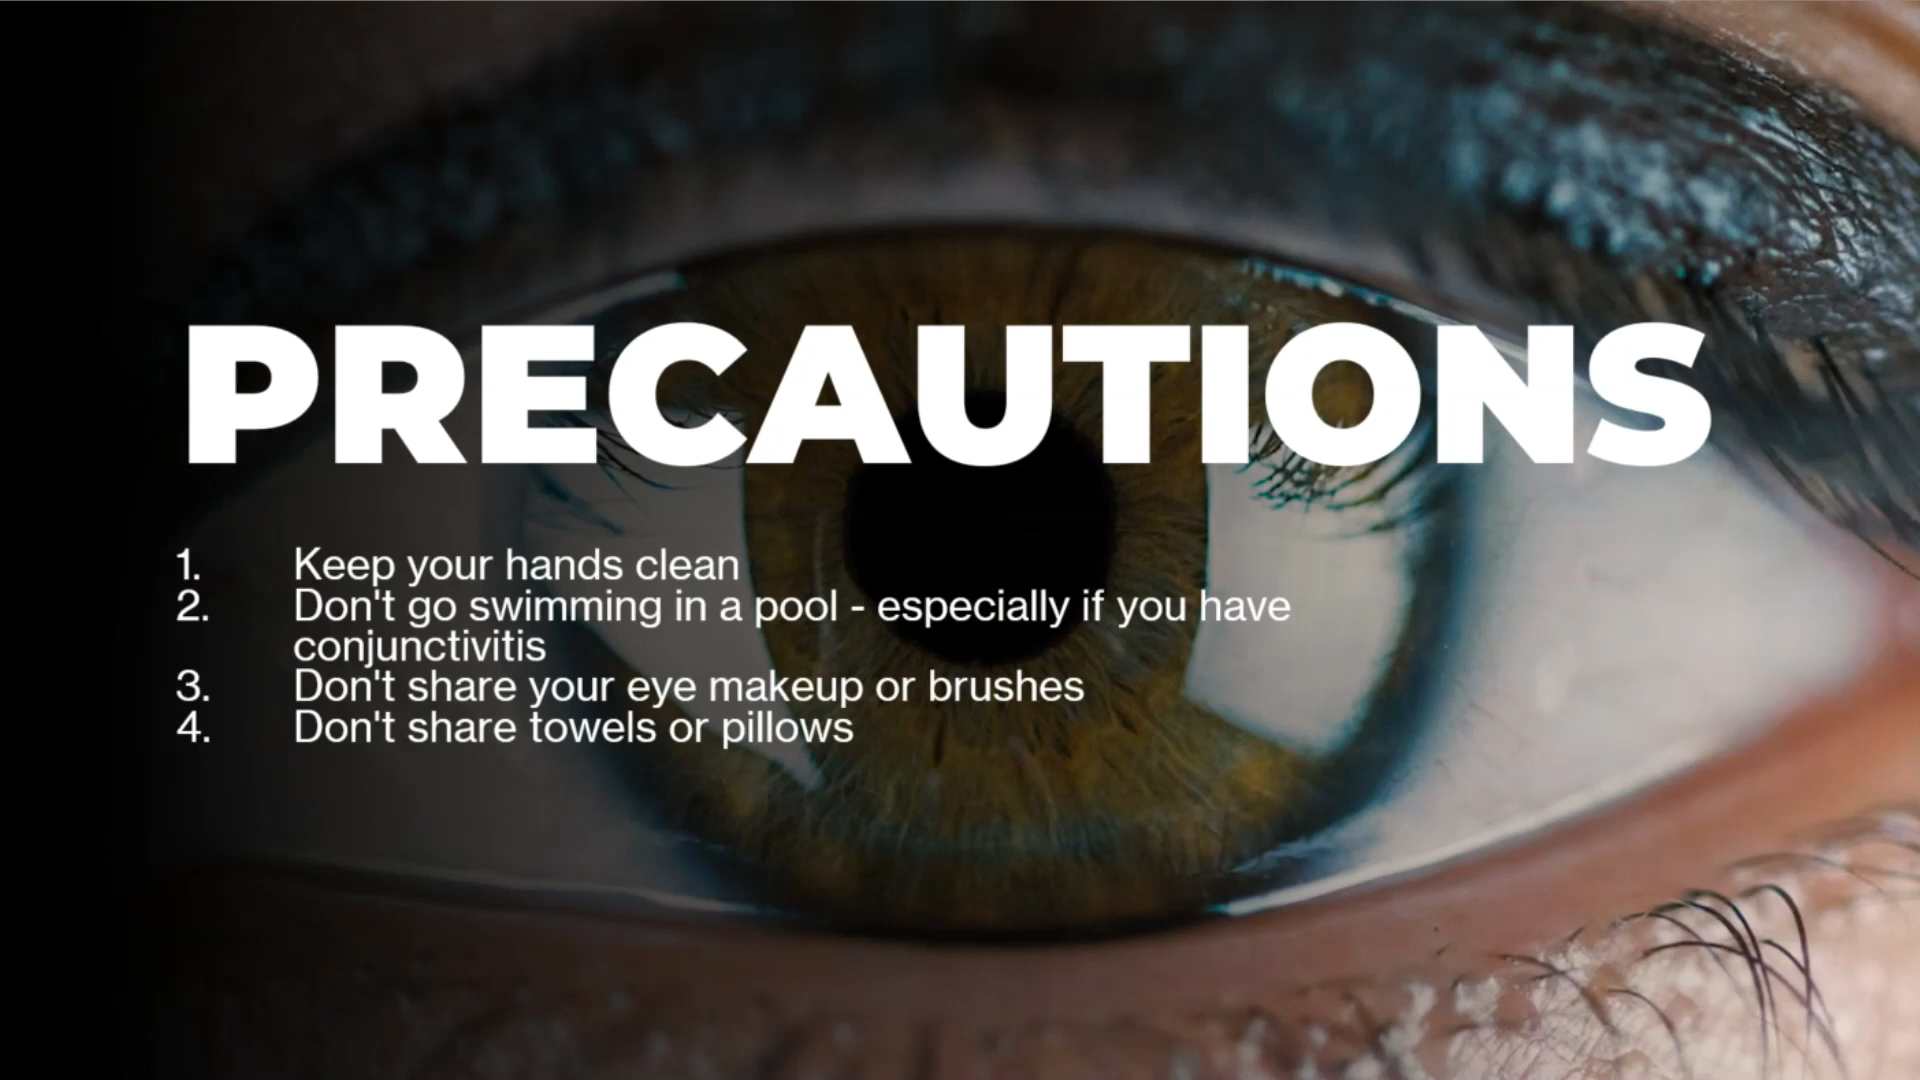 PRECAUTIONS
1. Keep your hands clean
2. Don't go swimming in a pool - especially if you have
conjunctivitis
3. Don't share your eye makeup or brushes
4. Don't share towels or pillows